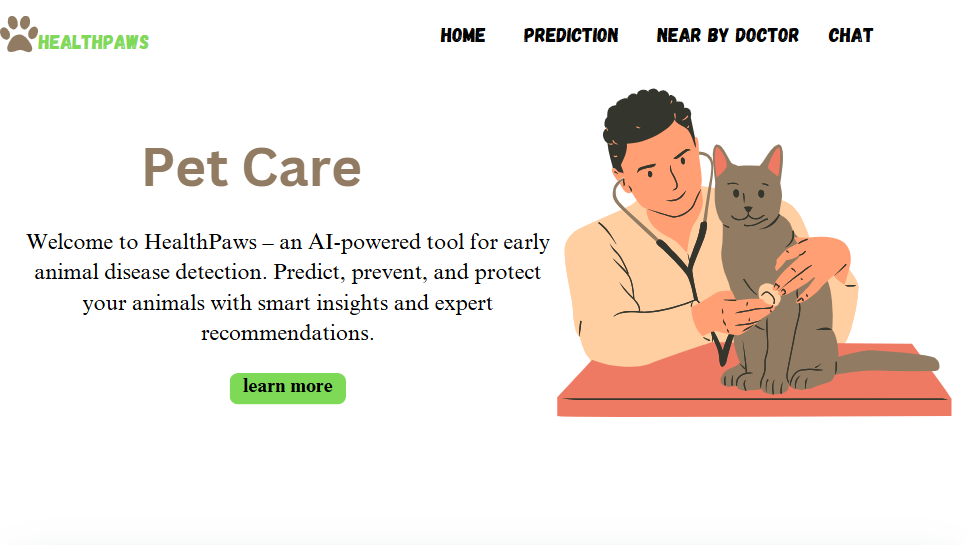 HEALTHPAWS
HOME PREDICTION NEAR BY DOCTOR CHAT
Pet Care
Welcome to HealthPaws – an AI-powered tool for early
animal disease detection. Predict, prevent, and protect
your animals with smart insights and expert
recommendations.
learn more